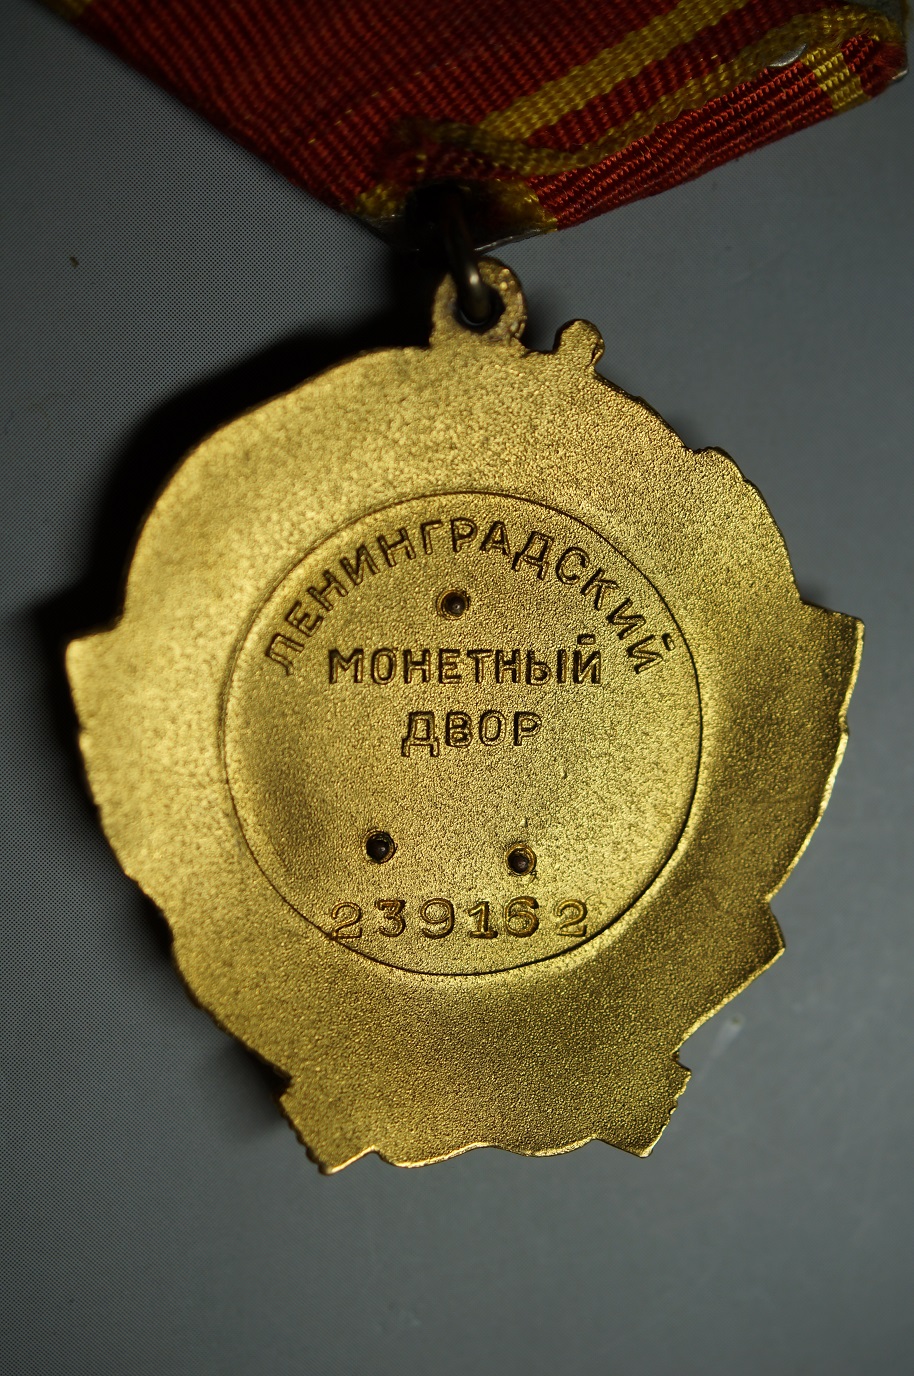 ЛЕНИНГРАДСКИЙ
МОНЕТНЫЙ
ДВОР
239162